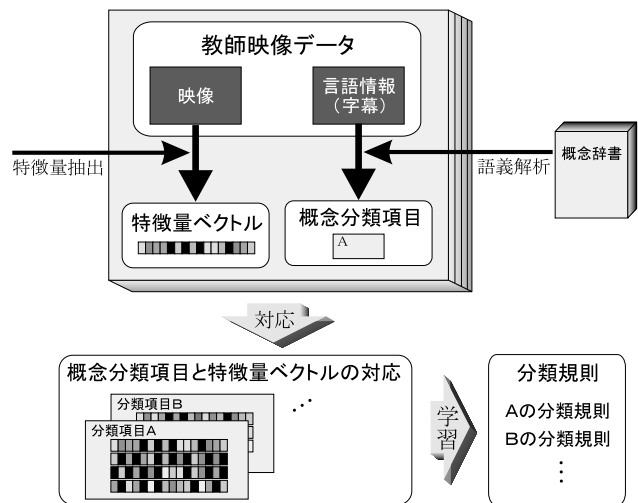 教師映像データ
映像
言語情報
(字幕)
特徴量抽出
語義解析
概念辞書
特徴量ベクトル
概念分類項目
A
対応
概念分類項目と特徴量ベクトルの対応
分類項目B
…
分類項目A
学習
分類規則
Aの分類規則
Bの分類規則
⋮